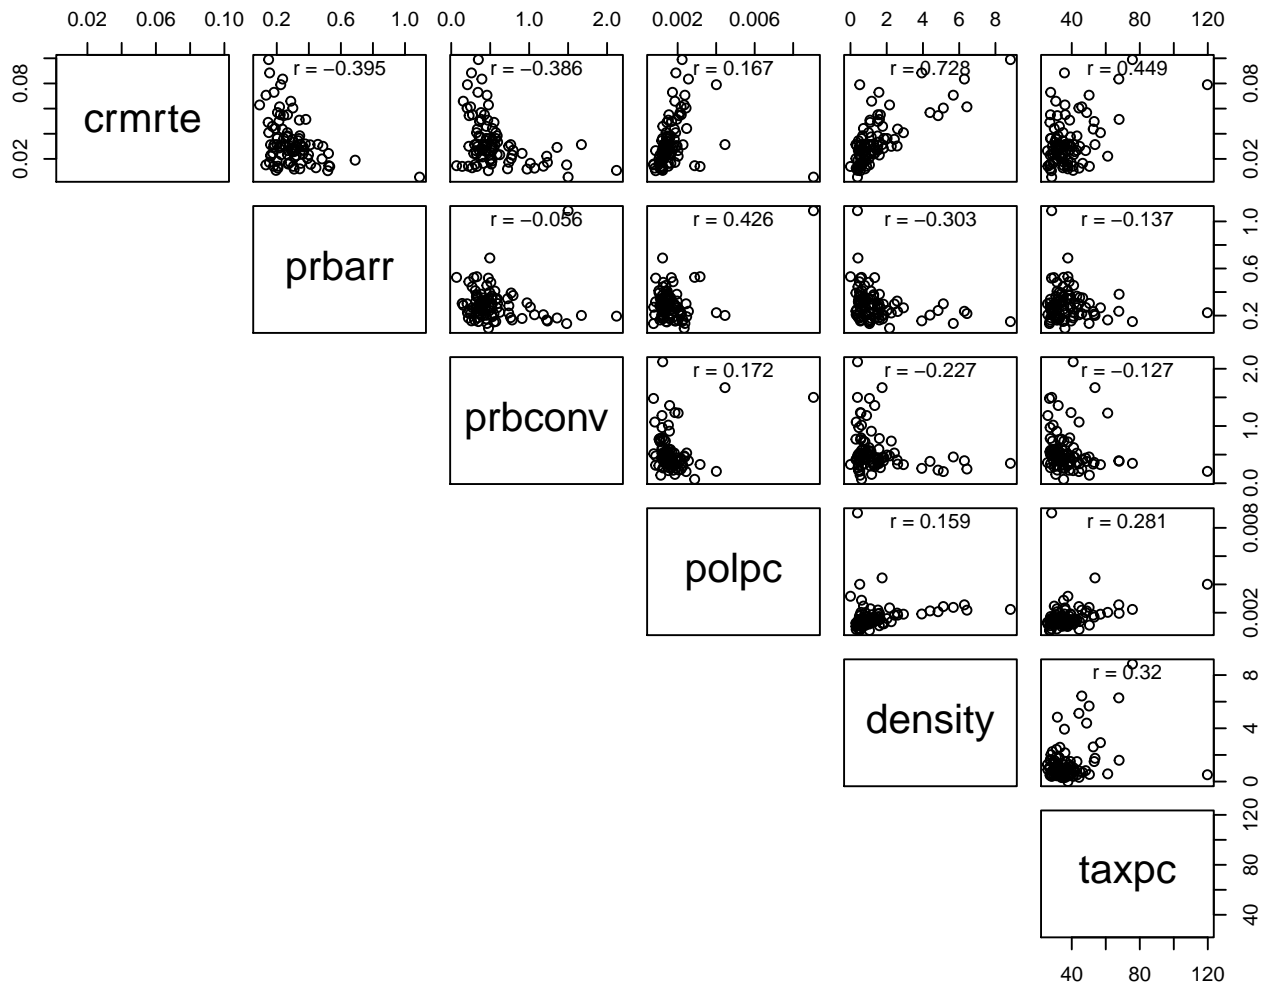 0.02 0.06 0.10 0.2 0.6 1.0 0.0 1.0 2.0 0.002 0.006 0 2 4 6 8 40 80 120
0.02 0.08 crmrte r = −0.395 r = −0.386 r = 0.167 r = 0.728 r = 0.449 0.02 0.08
prbarr r = −0.056 r = 0.426 r = −0.303 r = −0.137 0.2 0.6 1.0
prbconv r = 0.172 r = −0.227 r = −0.127 0.0 1.0 2.0
polpc r = 0.159 r = 0.281 0.002 0.008
density r = 0.32 0 4 8
taxpc 40 80 120
40 80 120